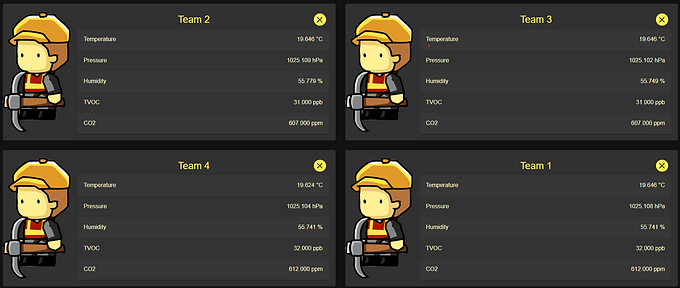 Team 2
Temperature 19.646 °C
Pressure 1025.109 hPa
Humidity 55.779 %
TVOC 31.000 ppb
CO2 607.000 ppm
Team 3
Temperature 19.646 °C
Pressure 1025.102 hPa
Humidity 55.749 %
TVOC 31.000 ppb
CO2 607.000 ppm
Team 4
Temperature 19.624 °C
Pressure 1025.104 hPa
Humidity 55.741 %
TVOC 32.000 ppb
CO2 612.000 ppm
Team 1
Temperature 19.646 °C
Pressure 1025.108 hPa
Humidity 55.741 %
TVOC 32.000 ppb
CO2 612.000 ppm